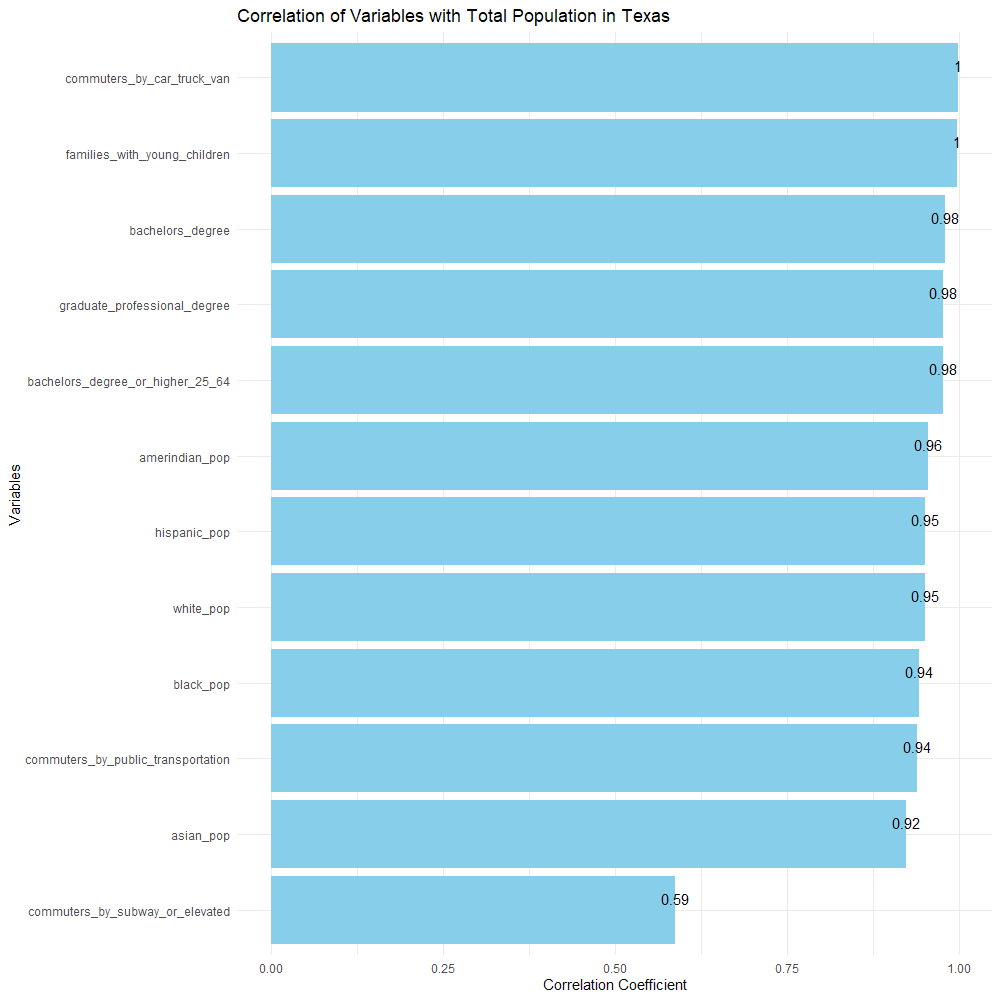 Correlation of Variables with Total Population in Texas
commuters_by_car_truck_van 1
families_with_young_children 1
bachelors_degree 0.98
graduate_professional_degree 0.98
bachelors_degree_or_higher_25_64 0.98
amerindian_pop 0.96
hispanic_pop 0.95
white_pop 0.95
black_pop 0.94
commuters_by_public_transportation 0.94
asian_pop 0.92
commuters_by_subway_or_elevated 0.59
Variables
0.00 0.25 0.50 0.75 1.00
Correlation Coefficient